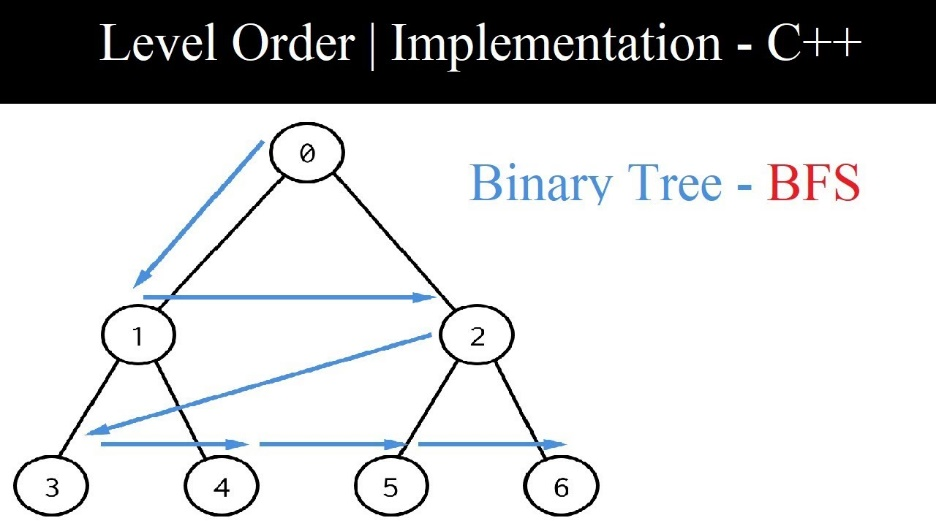 Level Order | Implementation - C++
0
Binary Tree - BFS
1 2
3 4 5 6